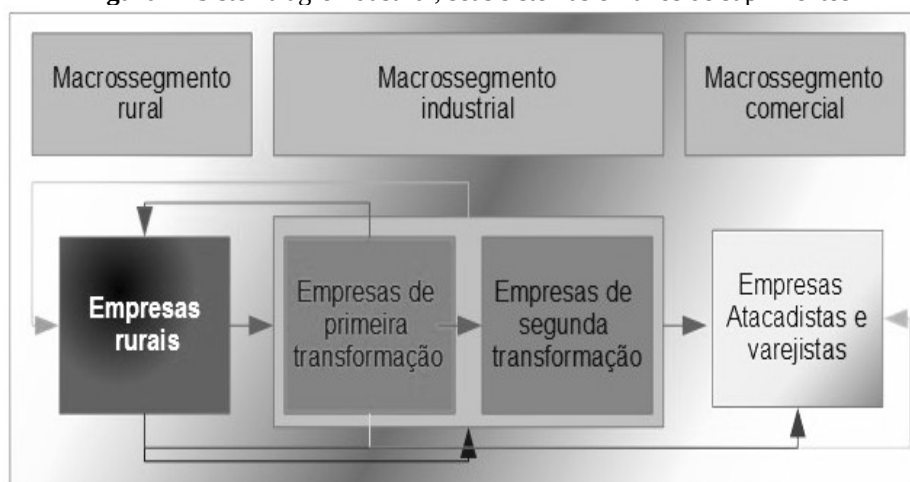 Macrossegmento
rural
Macrossegmento
industrial
Macrossegmento
comercial
Empresas
rurais
Empresas de
primeira
transformação
Empresas de
segunda
transformação
Empresas
Atacadistas e
varejistas